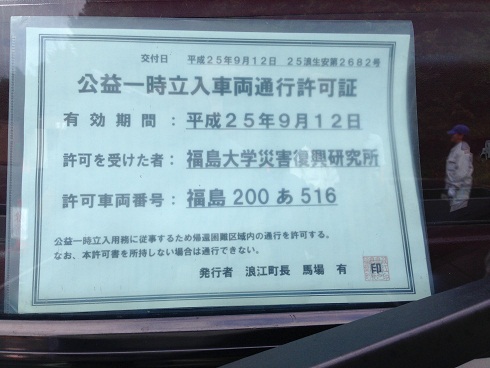 交付日 平成25年9月12日 25浪生安第2682号
公益一時立入車両通行許可証
有効期間：平成25年9月12日
許可を受けた者：福島大学災害復興研究所
許可車両番号：福島 200 あ 516
公益一時立入用務に従事するため帰還困難区域内の通行を許可する。
なお、本許可書を所持しない場合は通行できない。
発行者 浪江町長 馬場 有 印